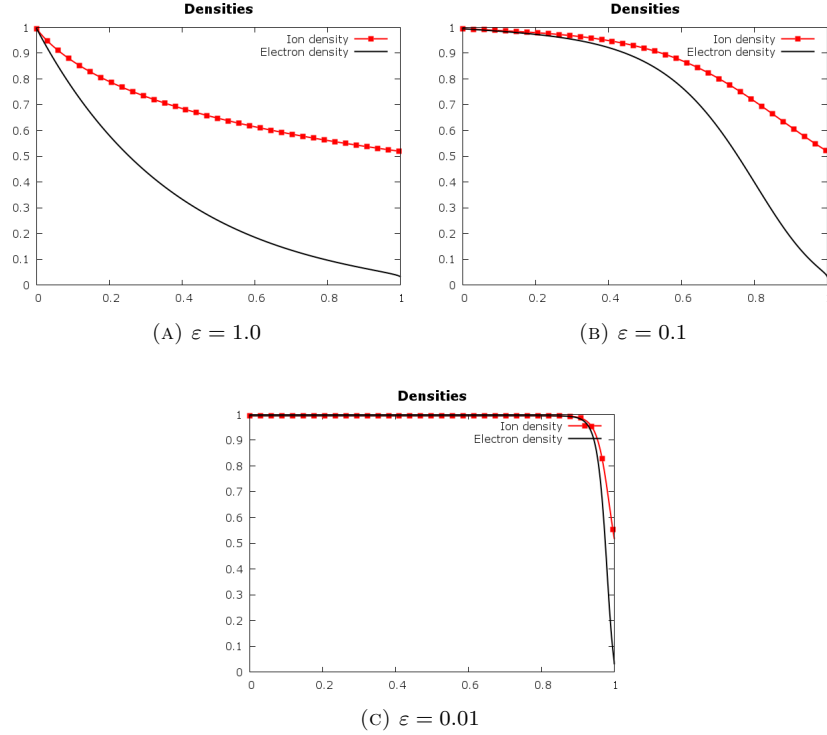 Densities
1
0.9
0.8
0.7
0.6
0.5
0.4
0.3
0.2
0.1
0
Ion density
Electron density
0 0.2 0.4 0.6 0.8 1
(A) ε = 1.0
Densities
1
0.9
0.8
0.7
0.6
0.5
0.4
0.3
0.2
0.1
0
Ion density
Electron density
0 0.2 0.4 0.6 0.8
(B) ε = 0.1
Densities
1
0.9
0.8
0.7
0.6
0.5
0.4
0.3
0.2
0.1
0
Ion density
Electron density
0 0.2 0.4 0.6 0.8 1
(C) ε = 0.01